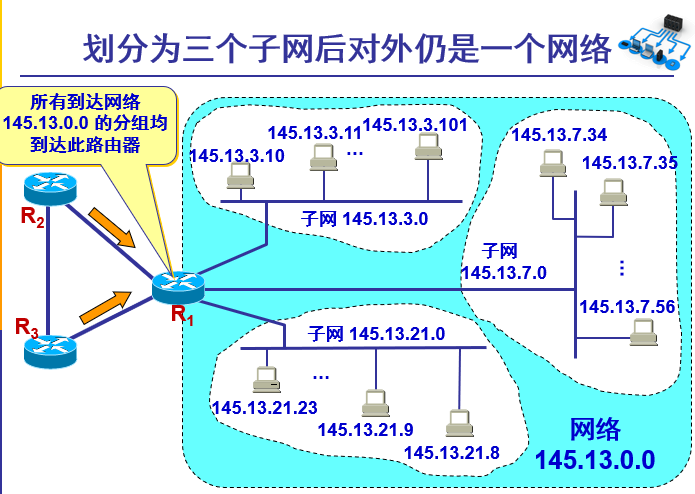 划分为三个子网后对外仍是一个网络
所有到达网络
145.13.0.0 的分组均
到达此路由器
145.13.3.10
145.13.3.11
…
145.13.3.101
子网 145.13.3.0
145.13.7.34
145.13.7.35
子网
145.13.7.0
…
145.13.7.56
R2
R3
R1
子网 145.13.21.0
…
145.13.21.23
145.13.21.9
145.13.21.8
网络
145.13.0.0